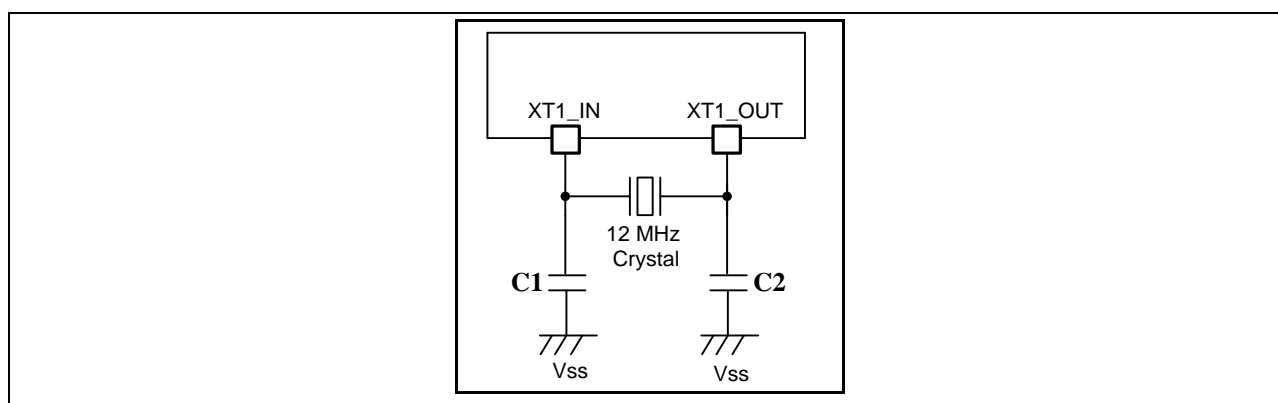 XT1_IN XT1_OUT
12 MHz
Crystal
C1 C2
Vss Vss